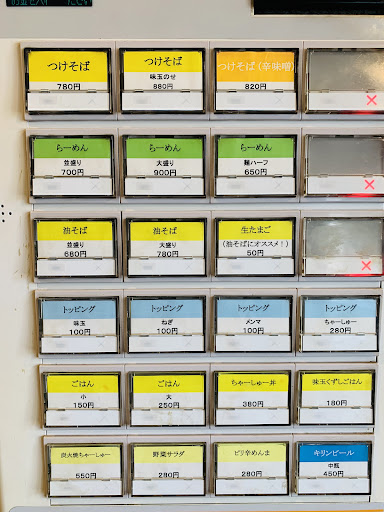 つけそば
780円
つけそば
味玉のせ
880円
つけそば(辛味噌)
820円
らーめん
並盛り
700円
らーめん
大盛り
900円
らーめん
麺ハーフ
650円
油そば
並盛り
680円
油そば
大盛り
780円
生たまご
(油そばにオススメ!)
50円
トッピング
味玉
100円
トッピング
ねぎ
100円
トッピング
メンマ
100円
トッピング
ちゃーしゅー
280円
ごはん
小
150円
ごはん
大
250円
ちゃーしゅー丼
380円
味玉くずしごはん
180円
炭火焼ちゃーしゅー
550円
野菜サラダ
280円
ピリ辛めんま
280円
キリンビール
中瓶
450円